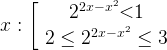 x : [ 2^{2x-x^2}<1
2 ≤ 2^{2x-x^2} ≤ 3